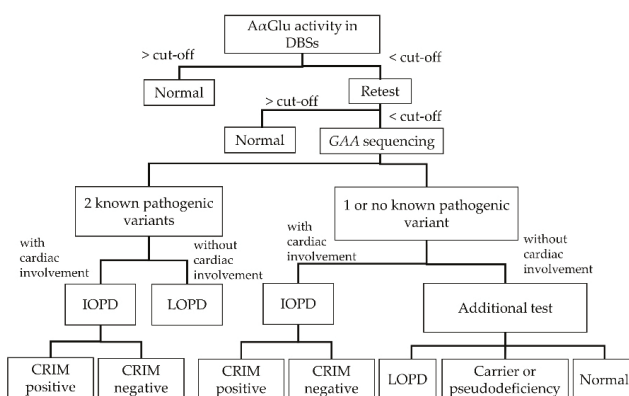 AαGlu activity in
DBSs
> cut-off
< cut-off
Normal
Retest
> cut-off
< cut-off
Normal
GAA sequencing
2 known pathogenic
variants
1 or no known pathogenic
variant
with
cardiac
involvement
without
cardiac
involvement
with
cardiac
involvement
without
cardiac
involvement
IOPD
LOPD
IOPD
Additional test
CRIM
positive
CRIM
negative
CRIM
positive
CRIM
negative
LOPD
Carrier or
pseudodeficiency
Normal